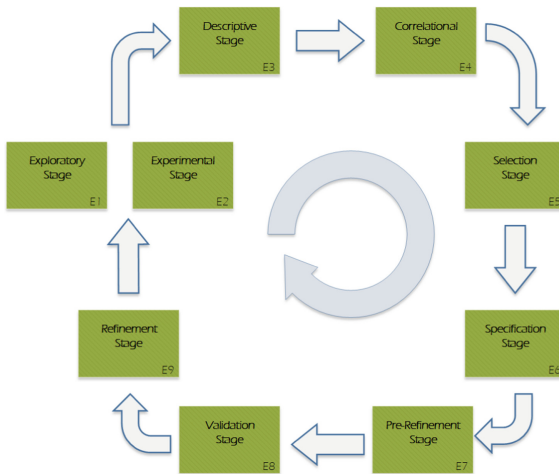 Descriptive
Stage
E3
Correlational
Stage
E4
Exploratory
Stage
E1
Experimental
Stage
E2
Selection
Stage
E5
Refinement
Stage
E9
Specification
Stage
E6
Validation
Stage
E8
Pre-Refinement
Stage
E7